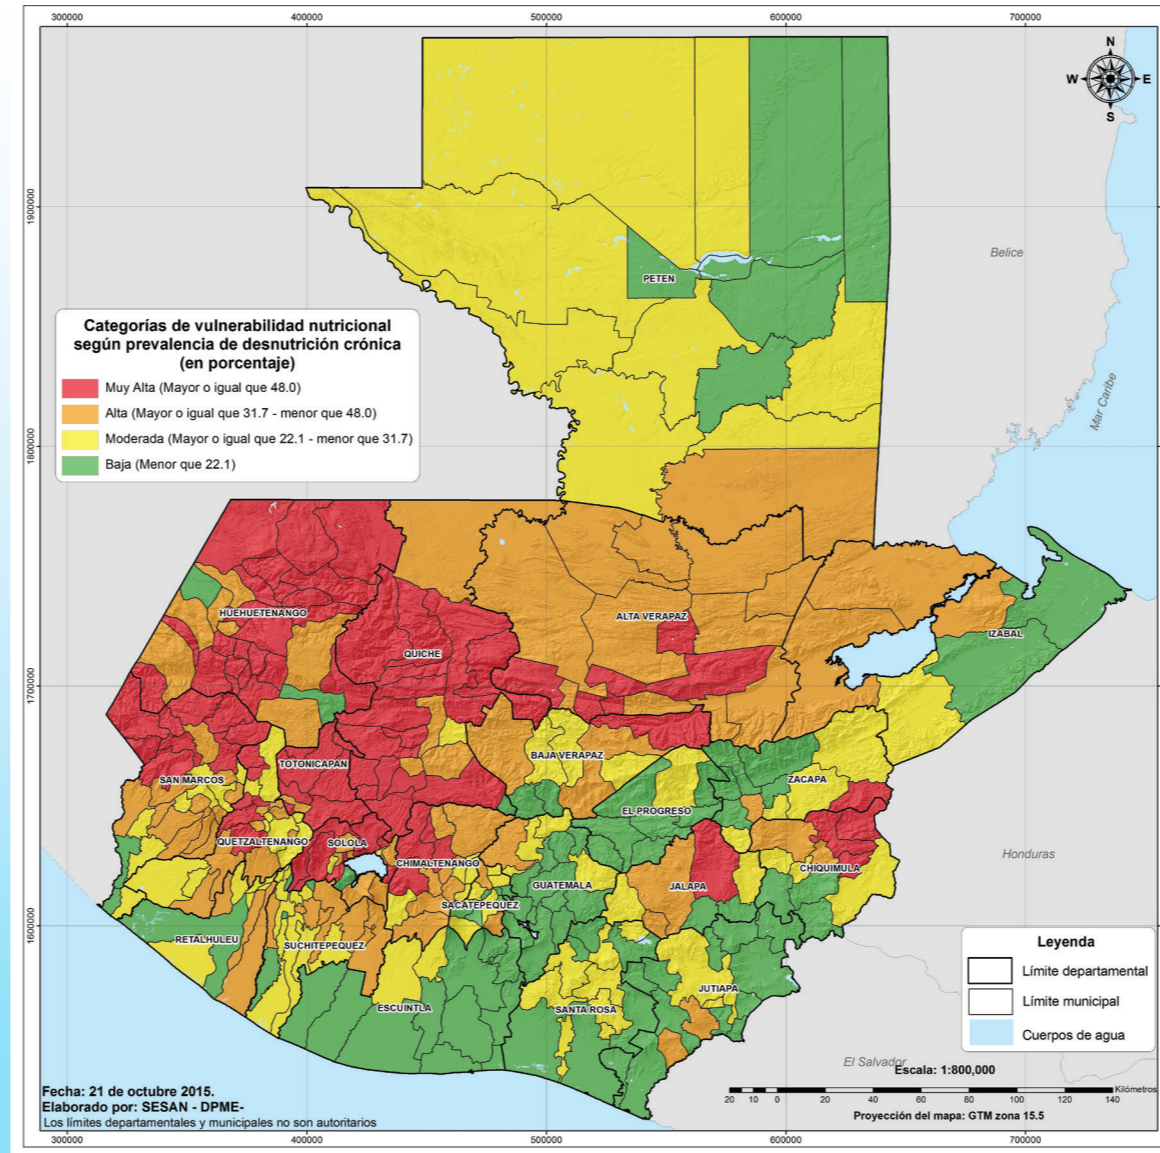 300000 400000 500000 600000 700000
N
W E
S
1900000
Belice
PETEN
Categorías de vulnerabilidad nutricional
según prevalencia de desnutrición crónica
(en porcentaje)
Muy Alta (Mayor o igual que 48.0)
Alta (Mayor o igual que 31.7 - menor que 48.0)
Moderada (Mayor o igual que 22.1 - menor que 31.7)
Baja (Menor que 22.1)
Mar Caribe
1800000
HUEHUETENANGO
ALTA VERAPAZ
IZABAL
QUICHE
1700000
BAJA VERAPAZ
TOTONICAPAN
SAN MARCOS
ZACAPA
EL PROGRESO
QUETZALTENANGO
SOLOLA
CHIMALTENANGO
Honduras
CHIQUIMULA
GUATEMALA
JALAPA
SACATEPEQUEZ
1600000
RETALHULEU
SUCHITEPEQUEZ
JUTIAPA
ESCUINTLA
SANTA ROSA
Leyenda
Límite departamental
Límite municipal
Cuerpos de agua
El Salvador
Escala: 1:800,000
20 10 0 20 40 60 80 100 120 140 Kilómetros
Proyección del mapa: GTM zona 15.5
Fecha: 21 de octubre 2015.
Elaborado por: SESAN - DPME-
Los límites departamentales y municipales no son autoritarios
300000 400000 500000 600000 700000